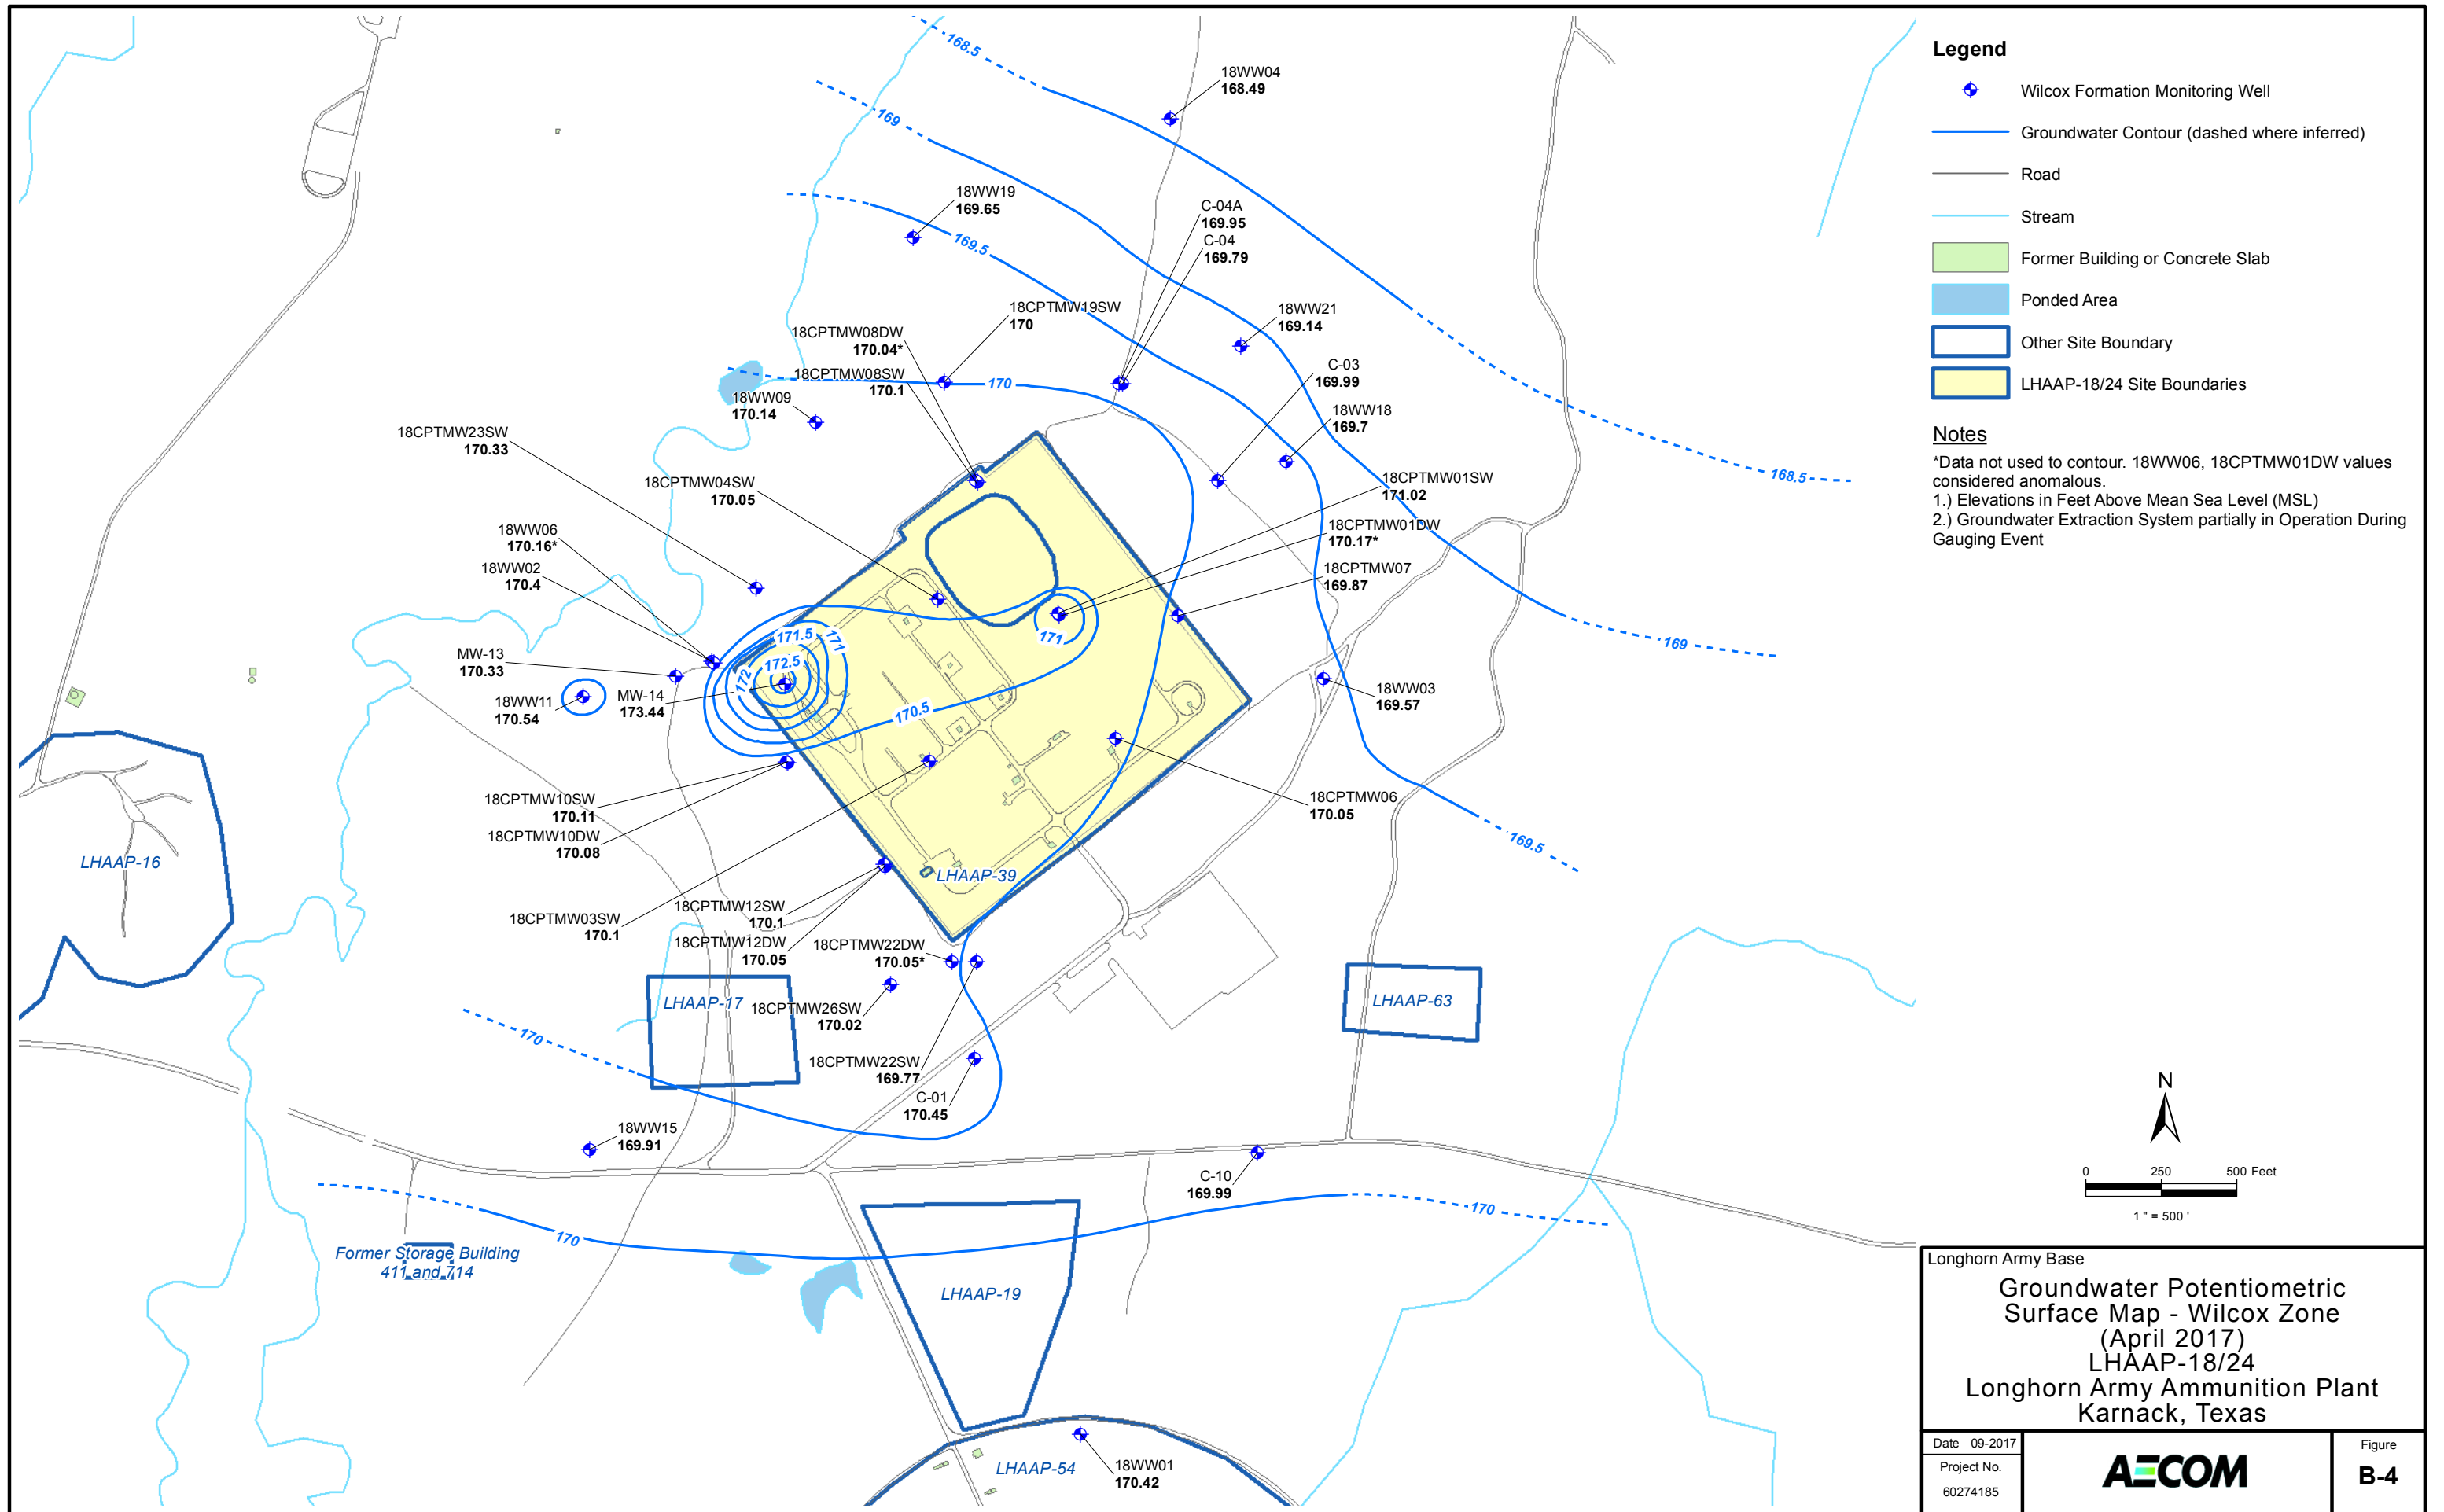 168.5
18WW04
168.49
169
18WW19
169.65
C-04A
169.95
C-04
169.79
169.5
18CPTMW19SW
170
18WW21
169.14
18CPTMW08DW
170.04*
18CPTMW08SW
170.1
C-03
169.99
170
18WW09
170.14
18WW18
169.7
18CPTMW23SW
170.33
18CPTMW04SW
170.05
18CPTMW01SW
171.02
168.5
18WW06
170.16*
18CPTMW01DW
170.17*
18WW02
170.4
18CPTMW07
169.87
171.5
171
171
169
MW-13
170.33
172.5
172
18WW11
170.54
MW-14
173.44
18WW03
169.57
170.5
18CPTMW10SW
170.11
18CPTMW06
170.05
18CPTMW10DW
170.08
169.5
LHAAP-16
LHAAP-39
18CPTMW03SW
170.1
18CPTMW12SW
170.1
18CPTMW12DW
170.05
18CPTMW22DW
170.05*
LHAAP-17
18CPTMW26SW
170.02
LHAAP-63
170
18CPTMW22SW
169.77
C-01
170.45
18WW15
169.91
C-10
169.99
170
170
Former Storage Building
411 and 714
LHAAP-19
LHAAP-54
18WW01
170.42
Legend
Wilcox Formation Monitoring Well
Groundwater Contour (dashed where inferred)
Road
Stream
Former Building or Concrete Slab
Ponded Area
Other Site Boundary
LHAAP-18/24 Site Boundaries
Notes
*Data not used to contour. 18WW06, 18CPTMW01DW values
considered anomalous.
1.) Elevations in Feet Above Mean Sea Level (MSL)
2.) Groundwater Extraction System partially in Operation During
Gauging Event
N
0 250 500 Feet
1 " = 500 '
Longhorn Army Base
Groundwater Potentiometric
Surface Map - Wilcox Zone
(April 2017)
LHAAP-18/24
Longhorn Army Ammunition Plant
Karnack, Texas
Date 09-2017
Project No.
60274185
AECOM
Figure
B-4